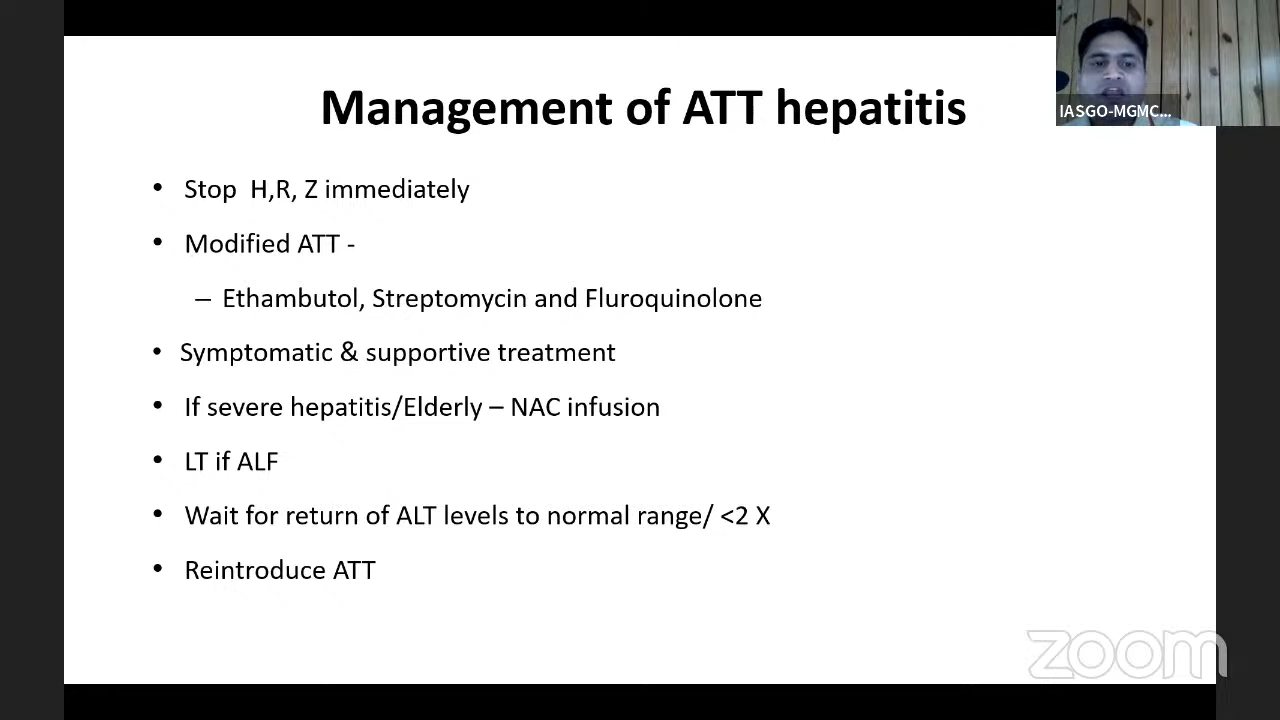 Management of ATT hepatitis
IASGO-MGMC...
• Stop H,R, Z immediately
• Modified ATT -
– Ethambutol, Streptomycin and Fluroquinolone
• Symptomatic & supportive treatment
• If severe hepatitis/Elderly – NAC infusion
• LT if ALF
• Wait for return of ALT levels to normal range/ <2 X
• Reintroduce ATT
zoom